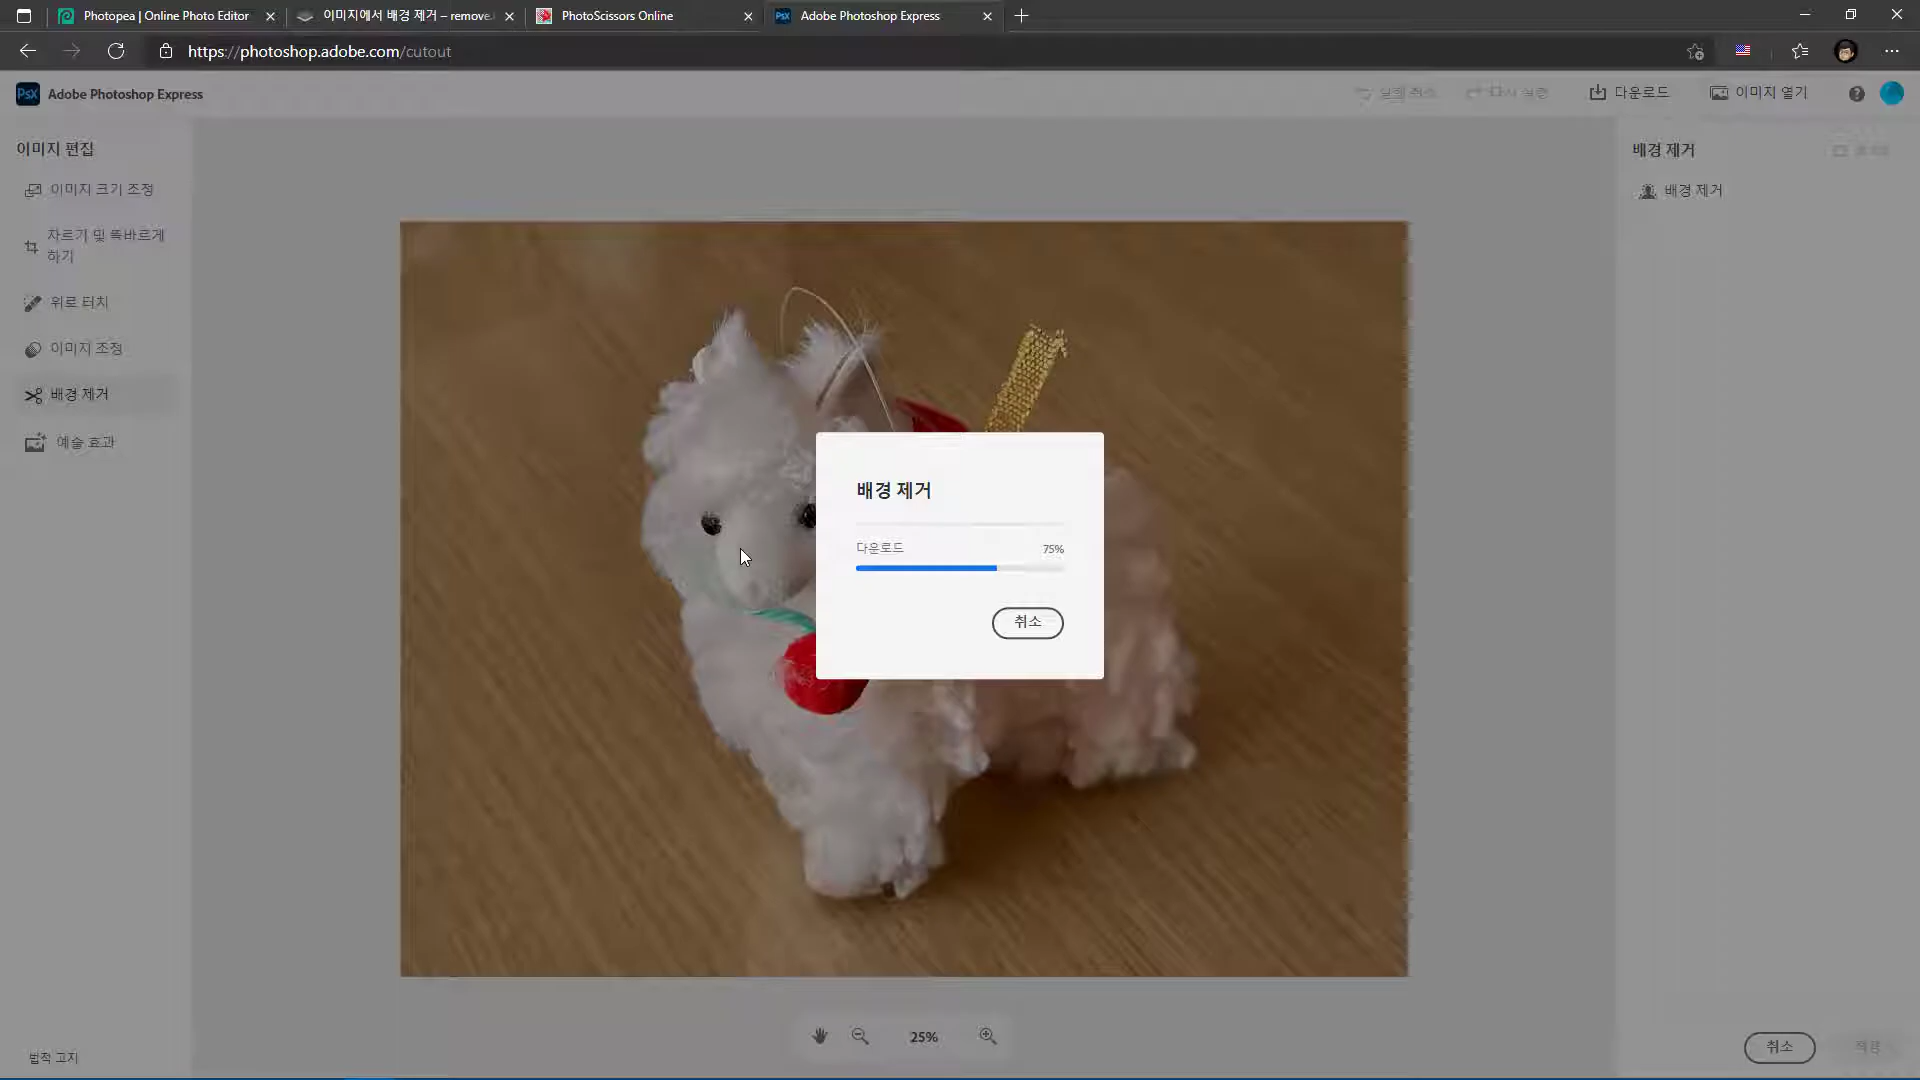 Photopea | Online Photo Editor
이미지에서 배경 제거 – remove.
PhotoScissors Online
Adobe Photoshop Express
https://photoshop.adobe.com/cutout
PsX Adobe Photoshop Express
다운로드
이미지 열기
이미지 편집
이미지 크기 조정
자르기 및 똑바르게
하기
위로 터치
이미지 조정
배경 제거
예술 효과
배경 제거
다운로드 75%
취소
25%
배경 제거
배경 제거
법적 고지
취소